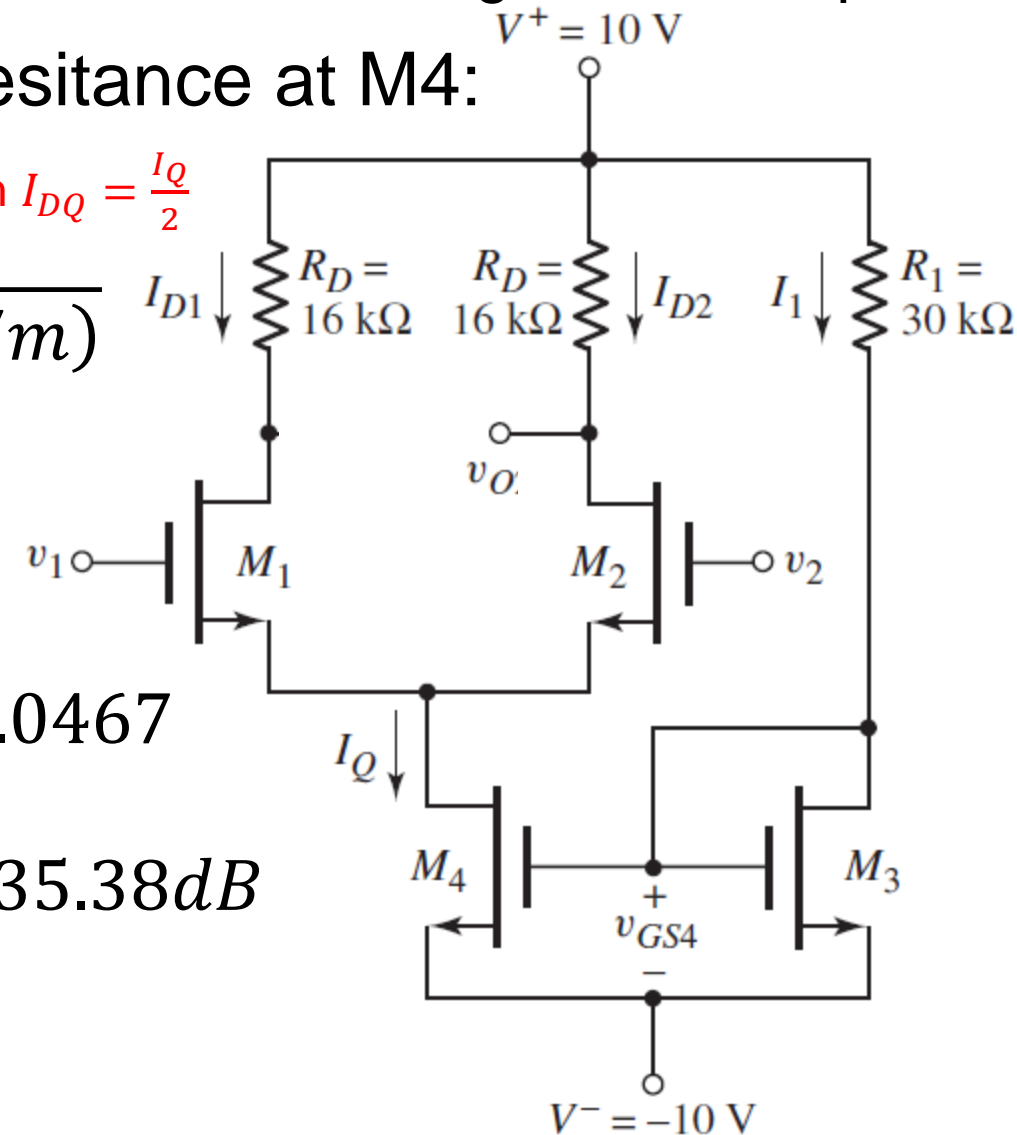 V⁺ = 10 V
esitance at M4:
I_DQ = I_Q/2
m)
I_D1
R_D = 16 kΩ
R_D = 16 kΩ
I_D2
I_1
R_1 = 30 kΩ
v_O
v_1
M_1
M_2
v_2
.0467
I_Q
35.38dB
M_4
+
v_GS4
−
M_3
V⁻ = −10 V